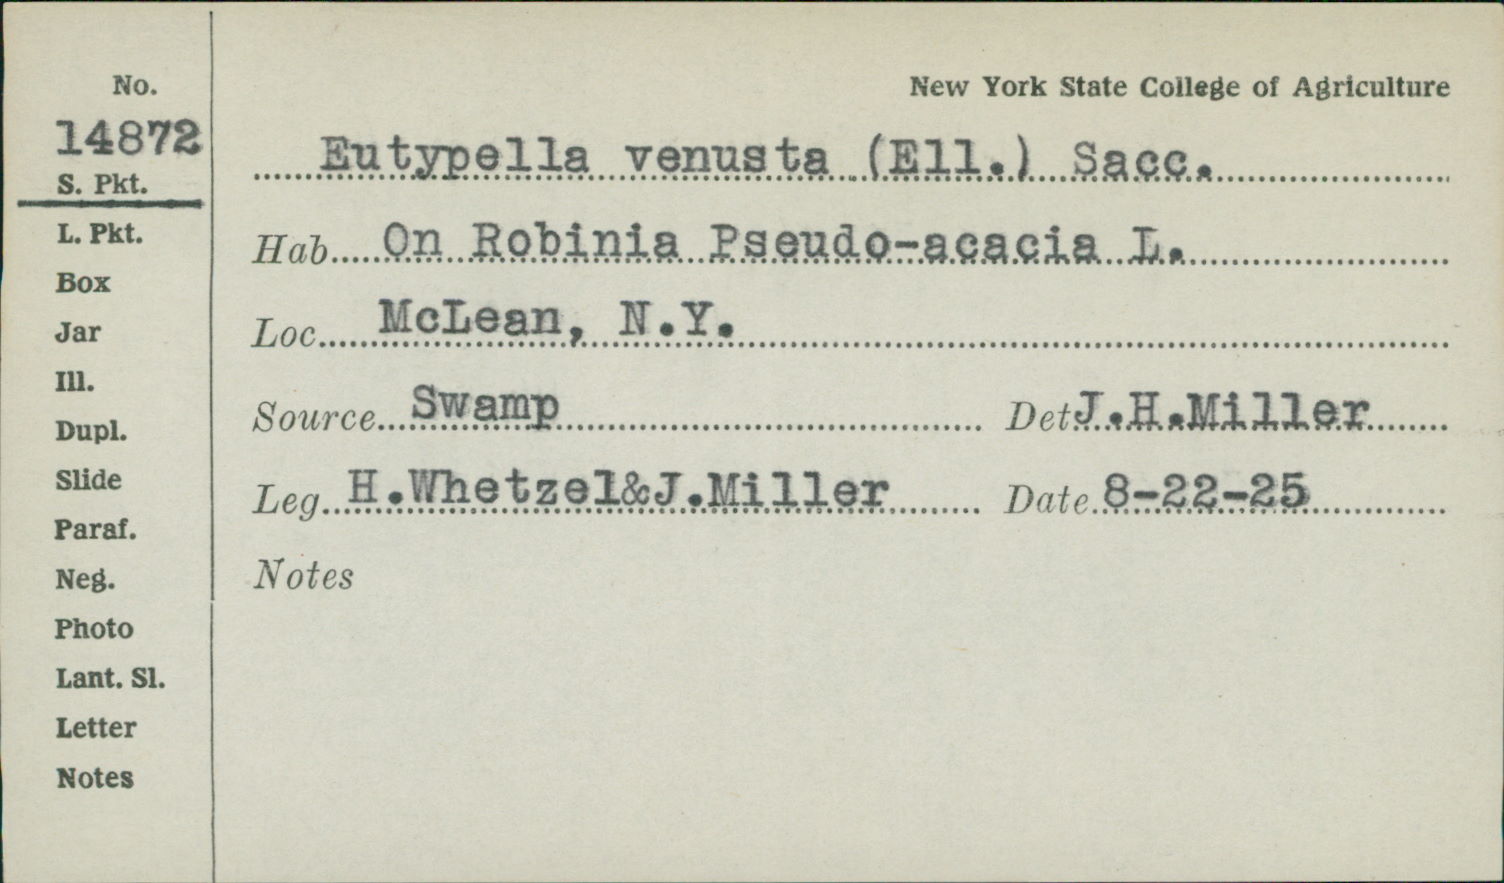 No.
14872
S. Pkt.
L. Pkt.
Box
Jar
Ill.
Dupl.
Slide
Paraf.
Neg.
Photo
Lant. Sl.
Letter
Notes
New York State College of Agriculture
Eutypella venusta (Ell.) Sacc.
Hab On Robinia Pseudo-acacia L.
Loc McLean, N.Y.
Source Swamp Det J.H.Miller
Leg. H.Whetzel&J.Miller Date 8-22-25
Notes